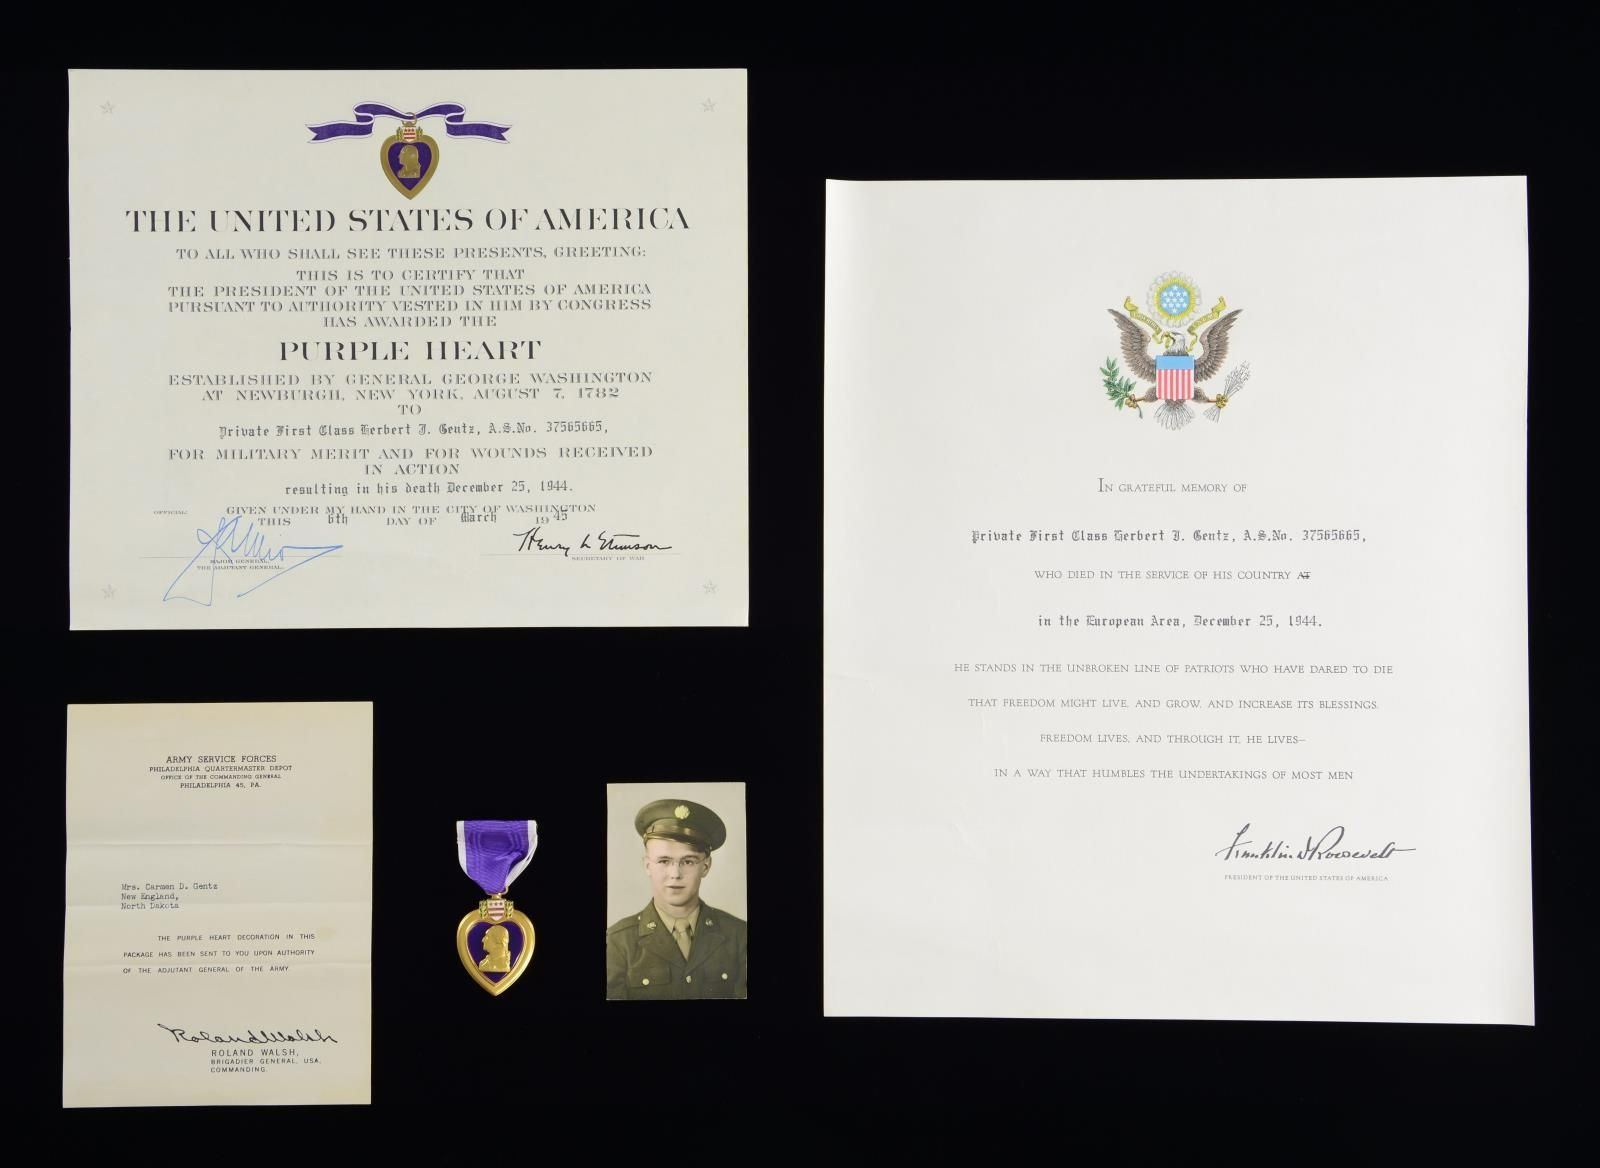 THE UNITED STATES OF AMERICA
TO ALL WHO SHALL SEE THESE PRESENTS, GREETING:
THIS IS TO CERTIFY THAT
THE PRESIDENT OF THE UNITED STATES OF AMERICA
PURSUANT TO AUTHORITY VESTED IN HIM BY CONGRESS
HAS AWARDED THE
PURPLE HEART
ESTABLISHED BY GENERAL GEORGE WASHINGTON
AT NEWBURGH, NEW YORK, AUGUST 7, 1782
TO
Private First Class Herbert J. Gentz, A.S.No. 37565665,
FOR MILITARY MERIT AND FOR WOUNDS RECEIVED
IN ACTION
resulting in his death December 25, 1944.
OFFICIAL:
GIVEN UNDER MY HAND IN THE CITY OF WASHINGTON
THIS 6th DAY OF March 1945
Henry L Stimson
MAJOR GENERAL
THE ADJUTANT GENERAL.
SECRETARY OF WAR
ARMY SERVICE FORCES
PHILADELPHIA QUARTERMASTER DEPOT
OFFICE OF THE COMMANDING GENERAL
PHILADELPHIA 45, PA.
Mrs. Carmen D. Gentz
New England,
North Dakota
THE PURPLE HEART DECORATION IN THIS
PACKAGE HAS BEEN SENT TO YOU UPON AUTHORITY
OF THE ADJUTANT GENERAL OF THE ARMY.
Roland Walsh
ROLAND WALSH,
BRIGADIER GENERAL, USA,
COMMANDING.
IN GRATEFUL MEMORY OF
Private First Class Herbert J. Gentz, A.S.No. 37565665,
WHO DIED IN THE SERVICE OF HIS COUNTRY AT
in the European Area, December 25, 1944.
HE STANDS IN THE UNBROKEN LINE OF PATRIOTS WHO HAVE DARED TO DIE
THAT FREEDOM MIGHT LIVE, AND GROW, AND INCREASE ITS BLESSINGS.
FREEDOM LIVES, AND THROUGH IT, HE LIVES—
IN A WAY THAT HUMBLES THE UNDERTAKINGS OF MOST MEN
Franklin D Roosevelt
PRESIDENT OF THE UNITED STATES OF AMERICA